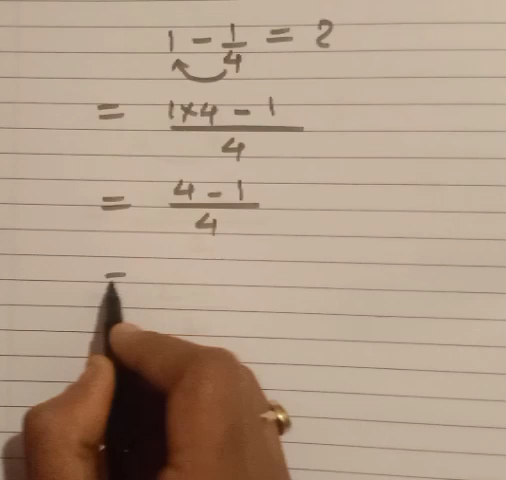 1 - 1/4 = ?
= (1×4 - 1)/4
= (4 - 1)/4
=